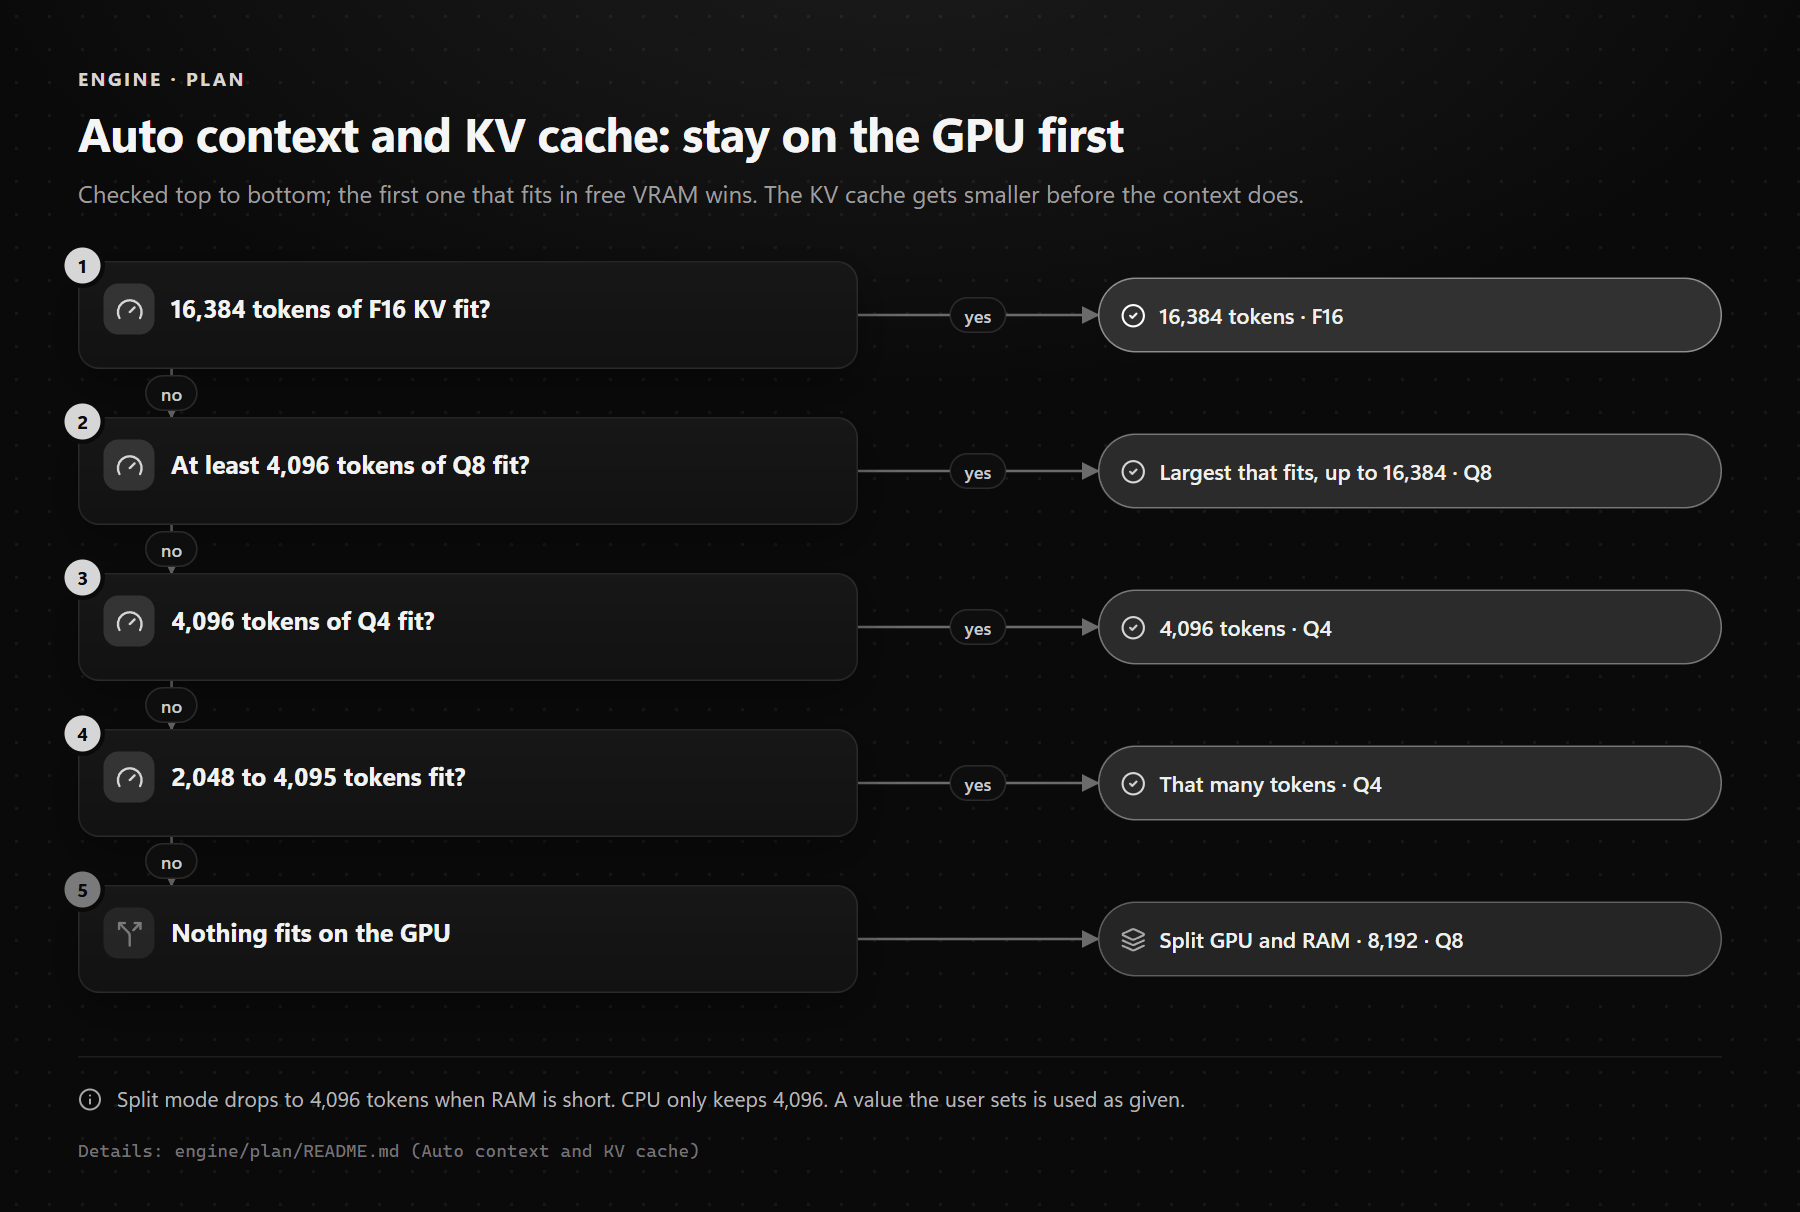 ENGINE · PLAN
Auto context and KV cache: stay on the GPU first
Checked top to bottom; the first one that fits in free VRAM wins. The KV cache gets smaller before the context does.
1
16,384 tokens of F16 KV fit?
yes
16,384 tokens · F16
no
2
At least 4,096 tokens of Q8 fit?
yes
Largest that fits, up to 16,384 · Q8
no
3
4,096 tokens of Q4 fit?
yes
4,096 tokens · Q4
no
4
2,048 to 4,095 tokens fit?
yes
That many tokens · Q4
no
5
Nothing fits on the GPU
Split GPU and RAM · 8,192 · Q8
Split mode drops to 4,096 tokens when RAM is short. CPU only keeps 4,096. A value the user sets is used as given.
Details: engine/plan/README.md (Auto context and KV cache)